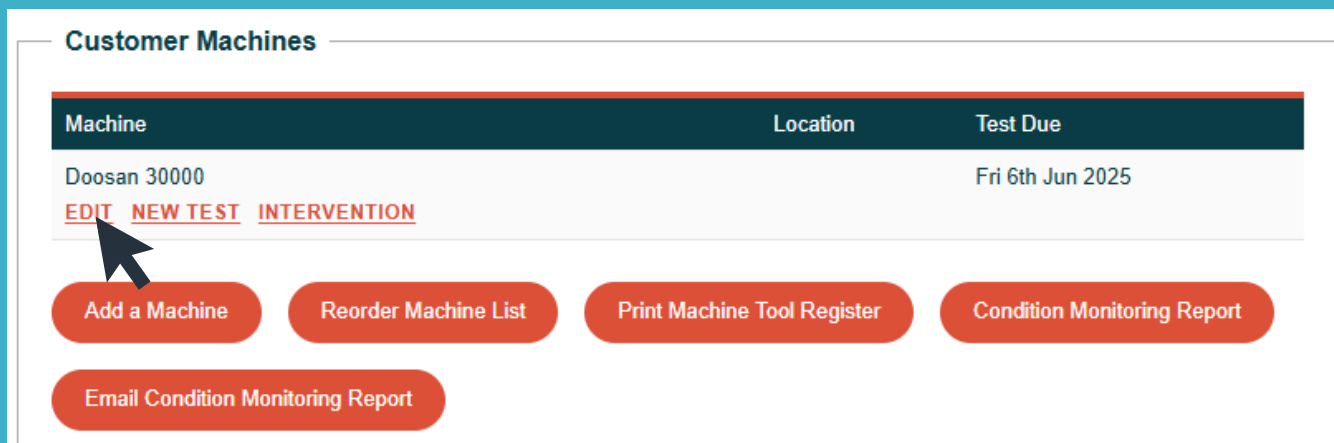 Customer Machines
Machine Location Test Due
Doosan 30000 Fri 6th Jun 2025
EDIT NEW TEST INTERVENTION
Add a Machine Reorder Machine List Print Machine Tool Register Condition Monitoring Report
Email Condition Monitoring Report